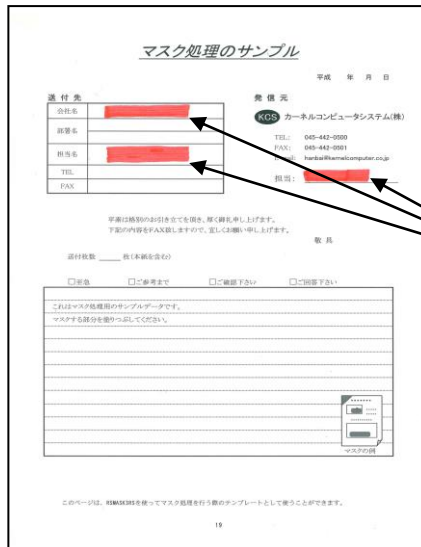 マスク処理のサンプル
平成　年　月　日
送付先
会社名
部署名
担当名
TEL
FAX
発信元
KCS カーネルコンピュータシステム(株)
TEL: 045-442-0500
FAX: 045-442-0501
E-mail: hanbai@kernelcomputer.co.jp
担当:
平素は格別のお引き立てを頂き、厚く御礼申し上げます。
下記の内容をFAX致しますので、宜しくお願い申し上げます。
敬具
送付枚数 ____ 枚(本紙を含む)
□至急 □ご参考まで □ご確認下さい □ご回答下さい
これはマスク処理用のサンプルデータです。
マスクする部分を塗りつぶしてください。
マスクの例
このページは、RSMASKIRSを使ってマスク処理を行う際のテンプレートとして使うことができます。
19